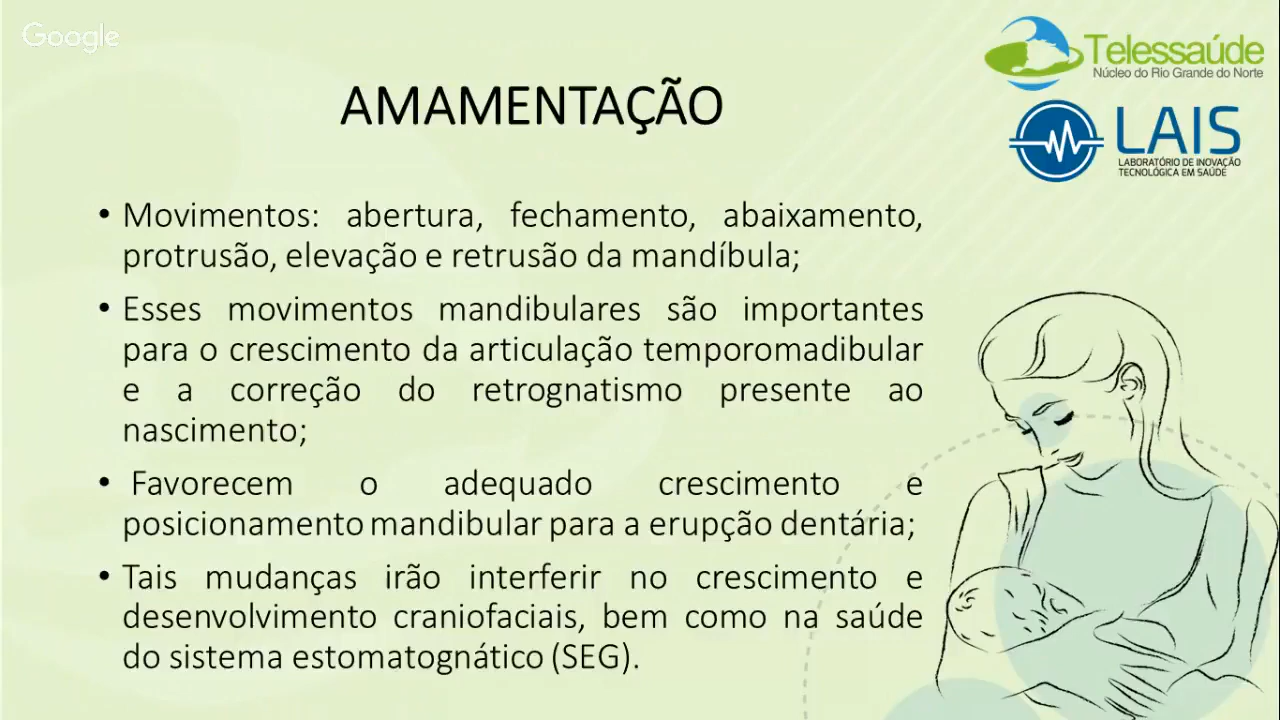 Google
Telessaúde
Núcleo do Rio Grande do Norte
LAIS
LABORATÓRIO DE INOVAÇÃO
TECNOLÓGICA EM SAÚDE
AMAMENTAÇÃO
• Movimentos: abertura, fechamento, abaixamento,
protrusão, elevação e retrusão da mandíbula;
• Esses movimentos mandibulares são importantes
para o crescimento da articulação temporomadibular
e a correção do retrognatismo presente ao
nascimento;
• Favorecem o adequado crescimento e
posicionamento mandibular para a erupção dentária;
• Tais mudanças irão interferir no crescimento e
desenvolvimento craniofaciais, bem como na saúde
do sistema estomatognático (SEG).